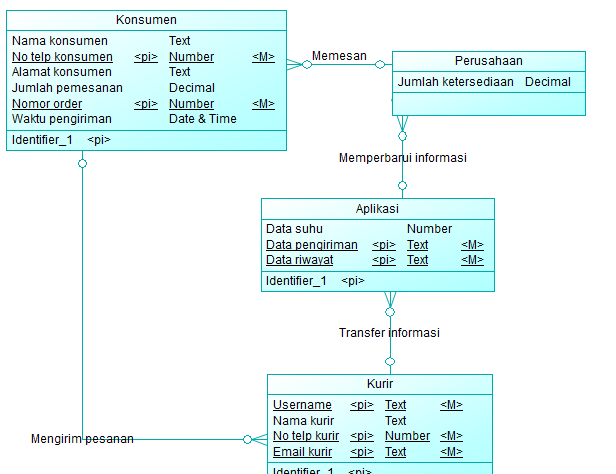 Konsumen
Nama konsumen Text
No telp konsumen <pi> Number <M>
Alamat konsumen Text
Jumlah pemesanan Decimal
Nomor order <pi> Number <M>
Waktu pengiriman Date & Time
Identifier_1 <pi>
Memesan
Perusahaan
Jumlah ketersediaan Decimal
Memperbarui informasi
Aplikasi
Data suhu Number
Data pengiriman <pi> Text <M>
Data riwayat <pi> Text <M>
Identifier_1 <pi>
Transfer informasi
Kurir
Username <pi> Text <M>
Nama kurir Text
No telp kurir <pi> Number <M>
Email kurir <pi> Text <M>
Identifier_1 <pi>
Mengirim pesanan